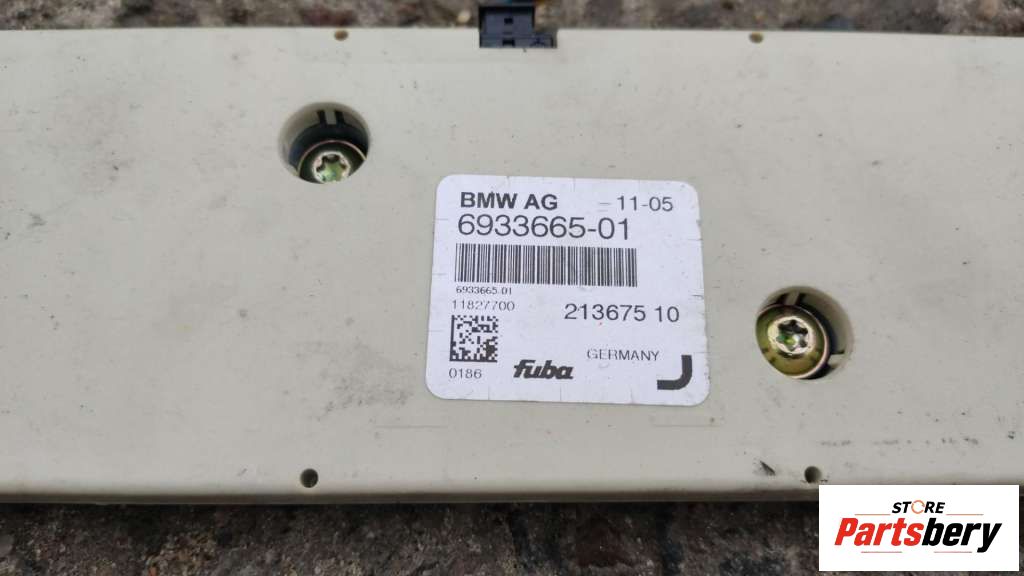 BMW AG – 11-05
6933665-01
6933665-01
11827700
213675 10
0186 fuba GERMANY
STORE
Partsbery